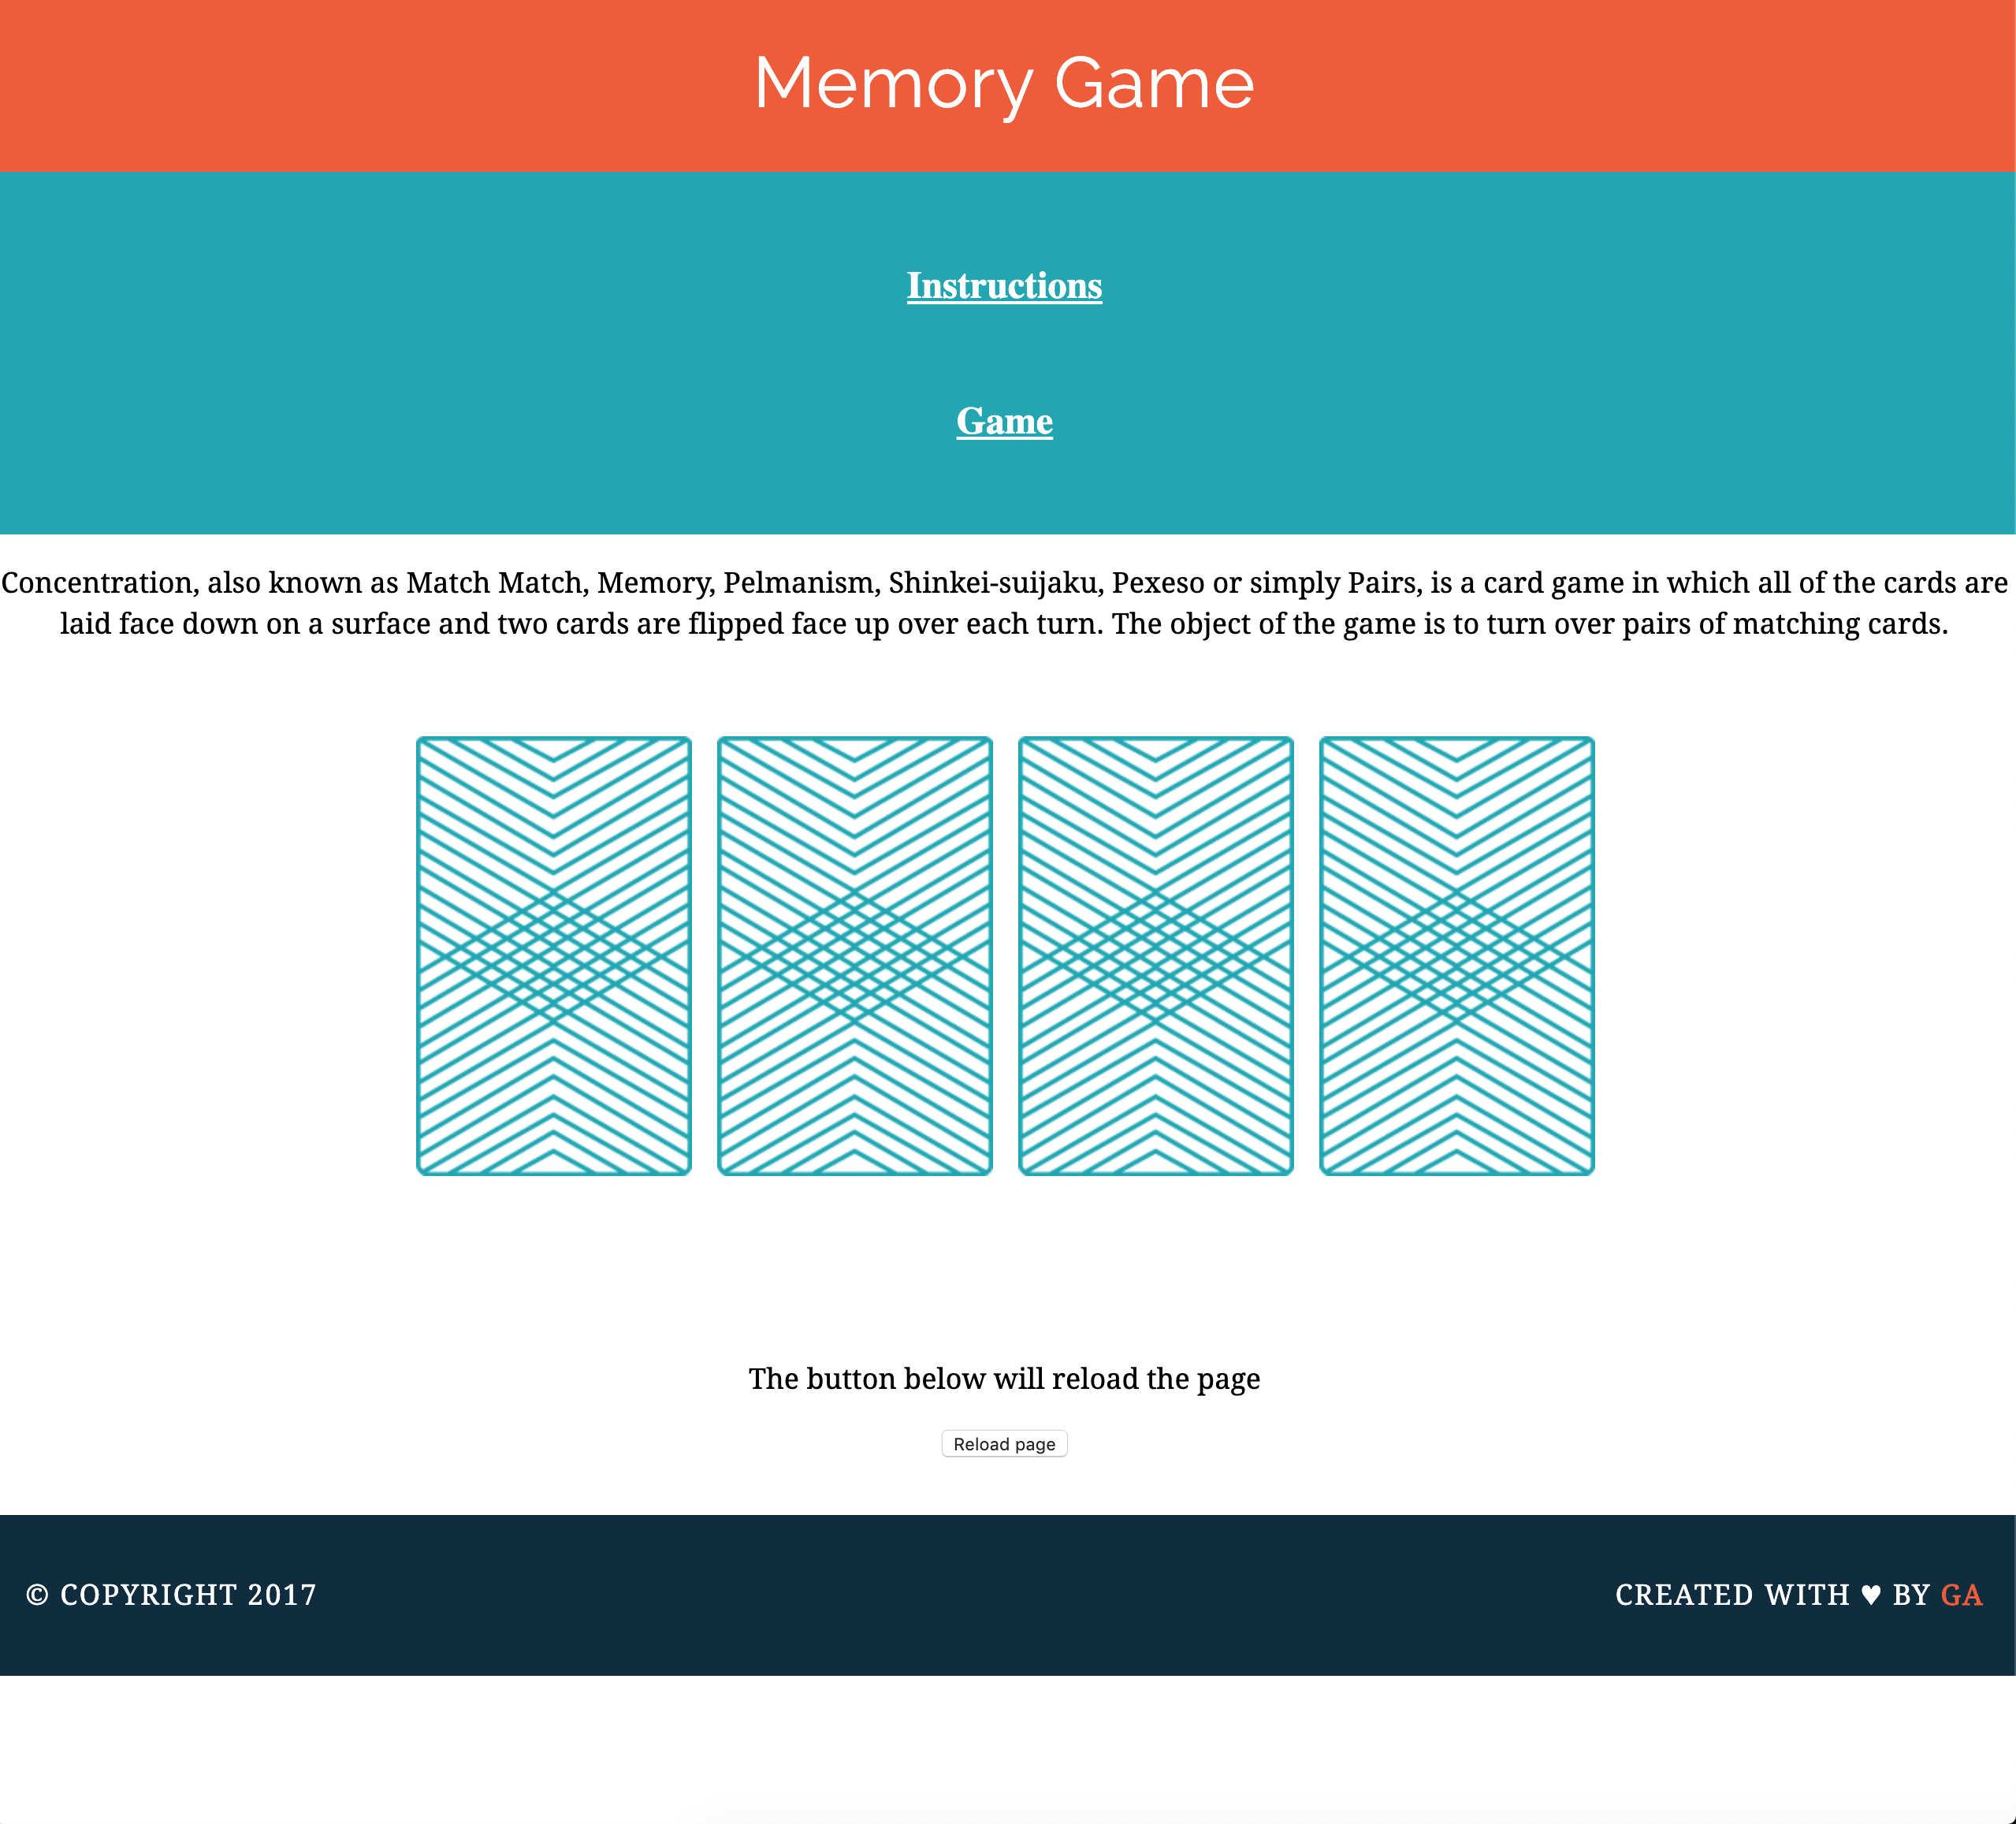 Memory Game
Instructions
Game
Concentration, also known as Match Match, Memory, Pelmanism, Shinkei-suijaku, Pexeso or simply Pairs, is a card game in which all of the cards are
laid face down on a surface and two cards are flipped face up over each turn. The object of the game is to turn over pairs of matching cards.
The button below will reload the page
Reload page
© COPYRIGHT 2017
CREATED WITH ♥ BY GA